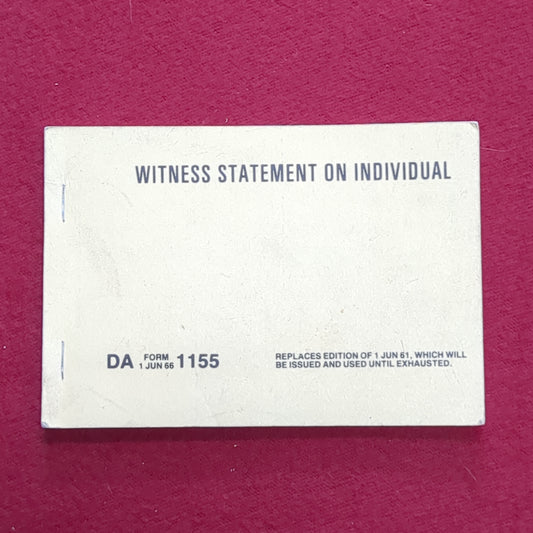 WITNESS STATEMENT ON INDIVIDUAL
DA FORM 1 JUN 66 1155
REPLACES EDITION OF 1 JUN 61, WHICH WILL
BE ISSUED AND USED UNTIL EXHAUSTED.